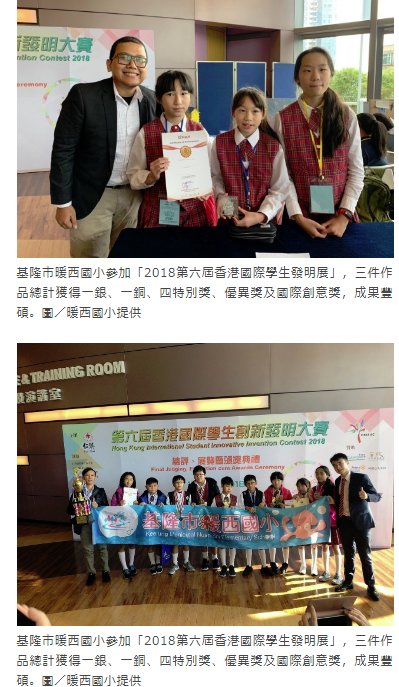 新發明大賽
ention Contest 2018
基隆市暖西國小參加「2018第六屆香港國際學生發明展」，三件作
品總計獲得一銀、一銅、四特別獎、優異獎及國際創意獎，成果豐
碩。圖／暖西國小提供
& TRAINING ROOM
第六屆香港國際學生創新發明大賽
Hong Kong International Student Innovative Invention Contest 2018
基隆市暖西國小
基隆市暖西國小參加「2018第六屆香港國際學生發明展」，三件作
品總計獲得一銀、一銅、四特別獎、優異獎及國際創意獎，成果豐
碩。圖／暖西國小提供